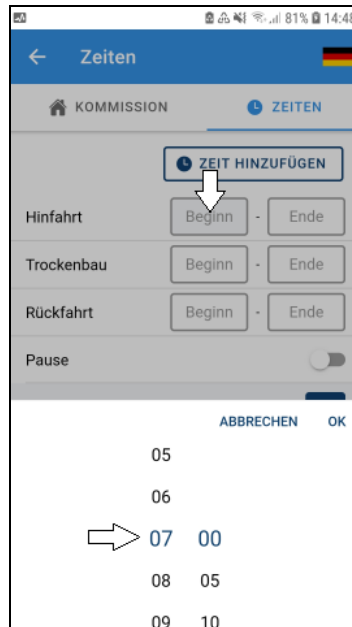 81% 14:48
Zeiten
KOMMISSION ZEITEN
ZEIT HINZUFÜGEN
Hinfahrt Beginn - Ende
Trockenbau Beginn - Ende
Rückfahrt Beginn - Ende
Pause
ABBRECHEN OK
05
06
07 00
08 05
09 10